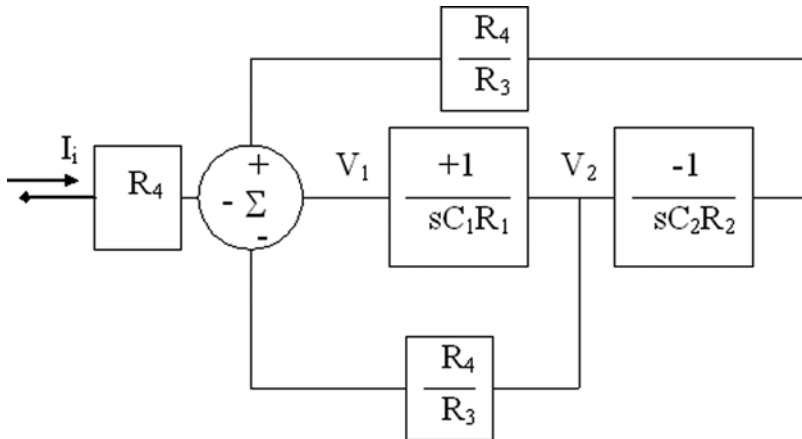 R₄
R₃
Iᵢ
R₄
+
- Σ
-
V₁
+1
sC₁R₁
V₂
-1
sC₂R₂
R₄
R₃